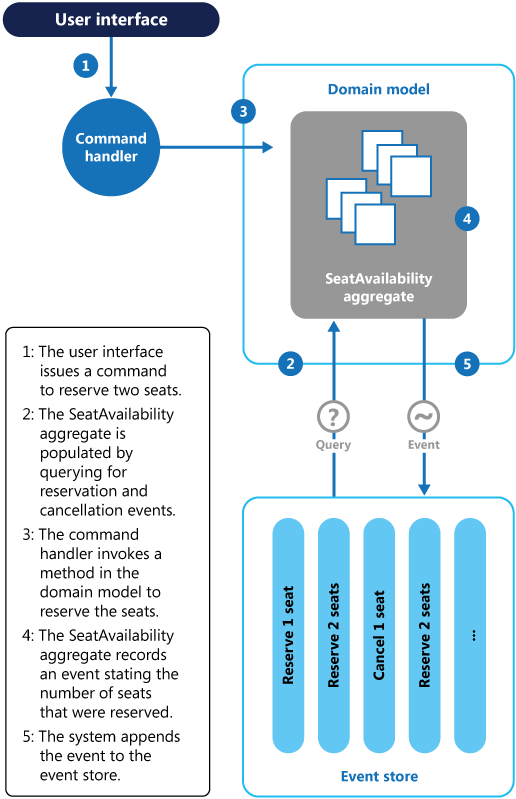 User interface
1
Command
handler
3
Domain model
4
SeatAvailability
aggregate
2
5
?
Query
~
Event
1: The user interface
issues a command
to reserve two seats.
2: The SeatAvailability
aggregate is
populated by
querying for
reservation and
cancellation events.
3: The command
handler invokes a
method in the
domain model to
reserve the seats.
4: The SeatAvailability
aggregate records
an event stating the
number of seats
that were reserved.
5: The system appends
the event to the
event store.
Reserve 1 seat
Reserve 2 seats
Cancel 1 seat
Reserve 2 seats
...
Event store